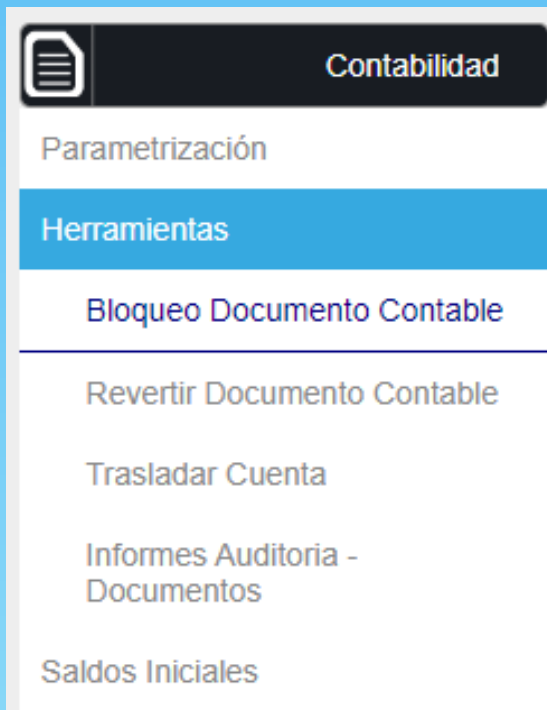 Contabilidad
Parametrización
Herramientas
Bloqueo Documento Contable
Revertir Documento Contable
Trasladar Cuenta
Informes Auditoria -
Documentos
Saldos Iniciales